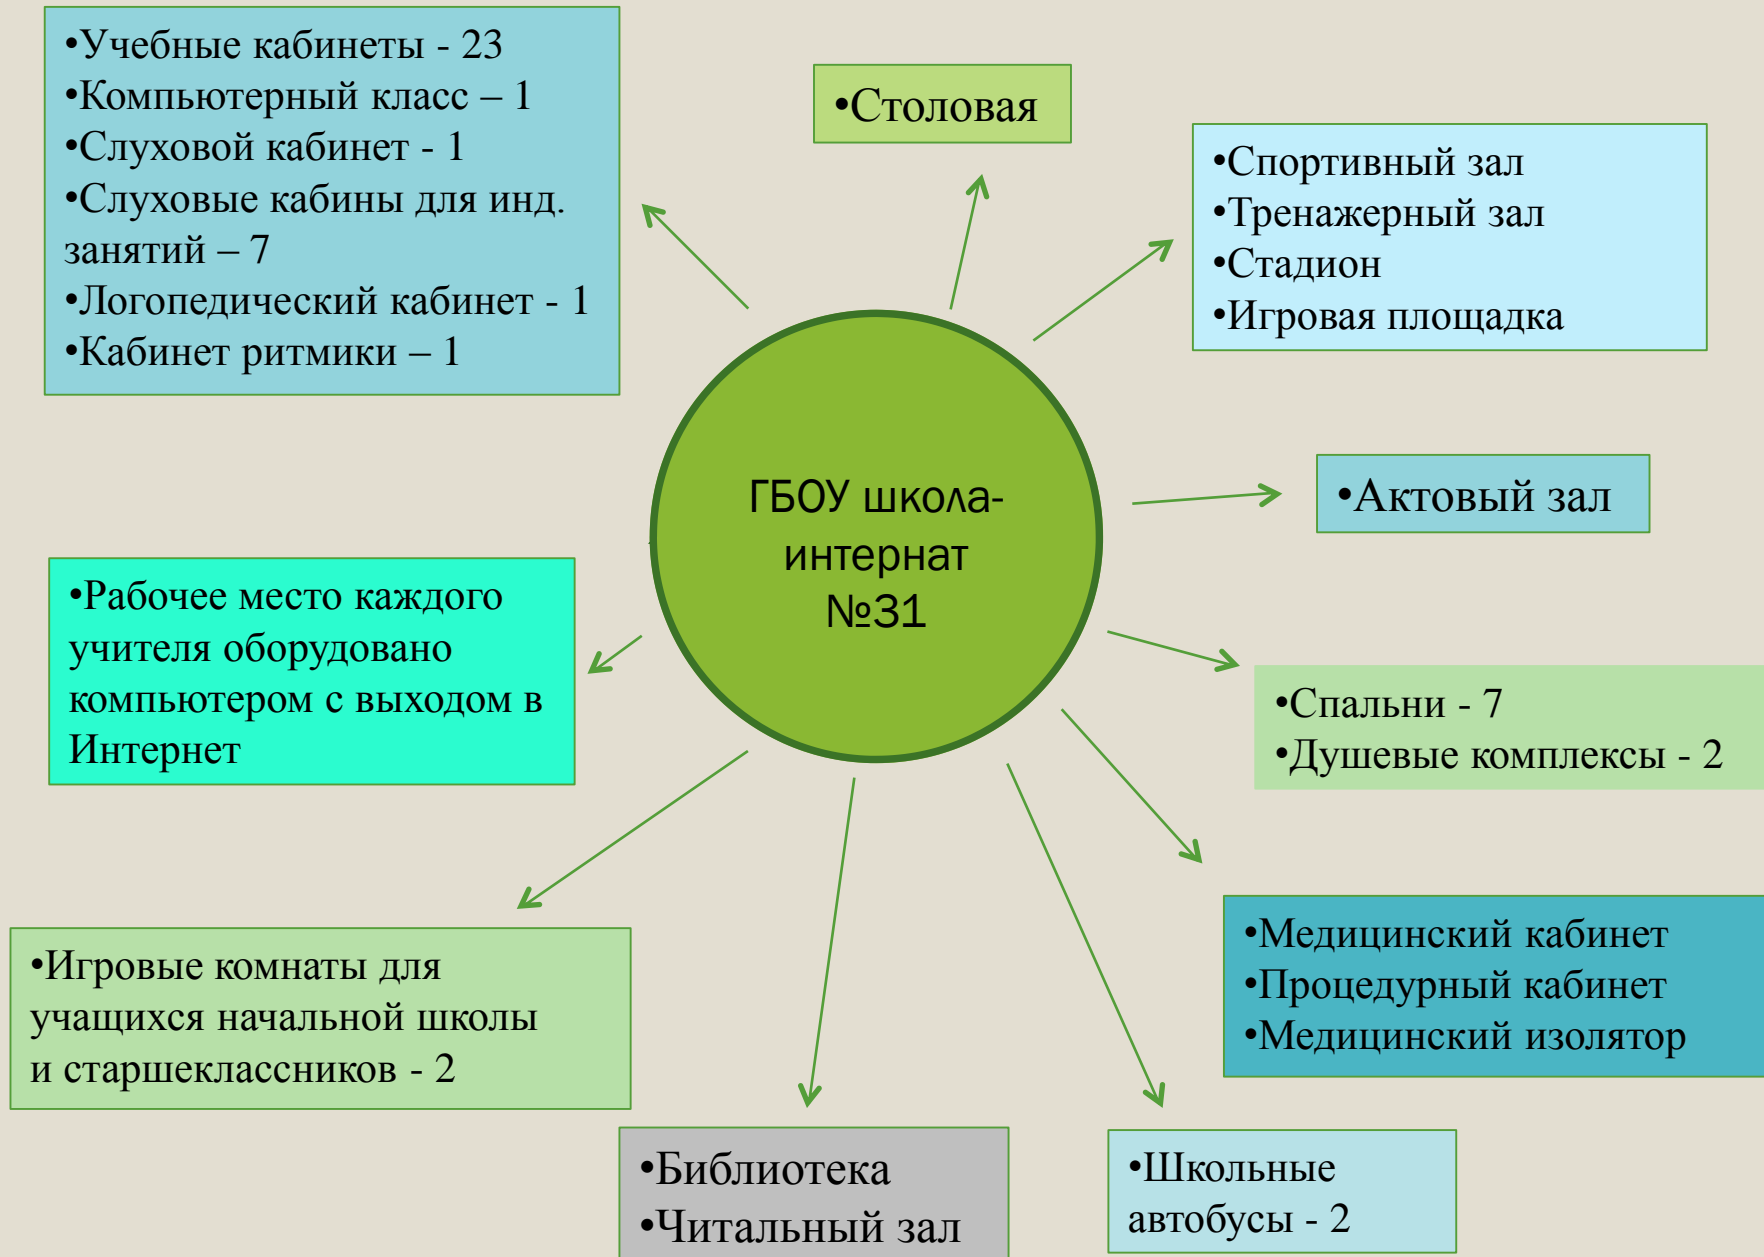 •Учебные кабинеты - 23
•Компьютерный класс – 1
•Слуховой кабинет - 1
•Слуховые кабины для инд.
занятий – 7
•Логопедический кабинет - 1
•Кабинет ритмики – 1
•Столовая
•Спортивный зал
•Тренажерный зал
•Стадион
•Игровая площадка
ГБОУ школа-
интернат
№31
•Актовый зал
•Рабочее место каждого
учителя оборудовано
компьютером с выходом в
Интернет
•Спальни - 7
•Душевые комплексы - 2
•Игровые комнаты для
учащихся начальной школы
и старшеклассников - 2
•Медицинский кабинет
•Процедурный кабинет
•Медицинский изолятор
•Библиотека
•Читальный зал
•Школьные
автобусы - 2